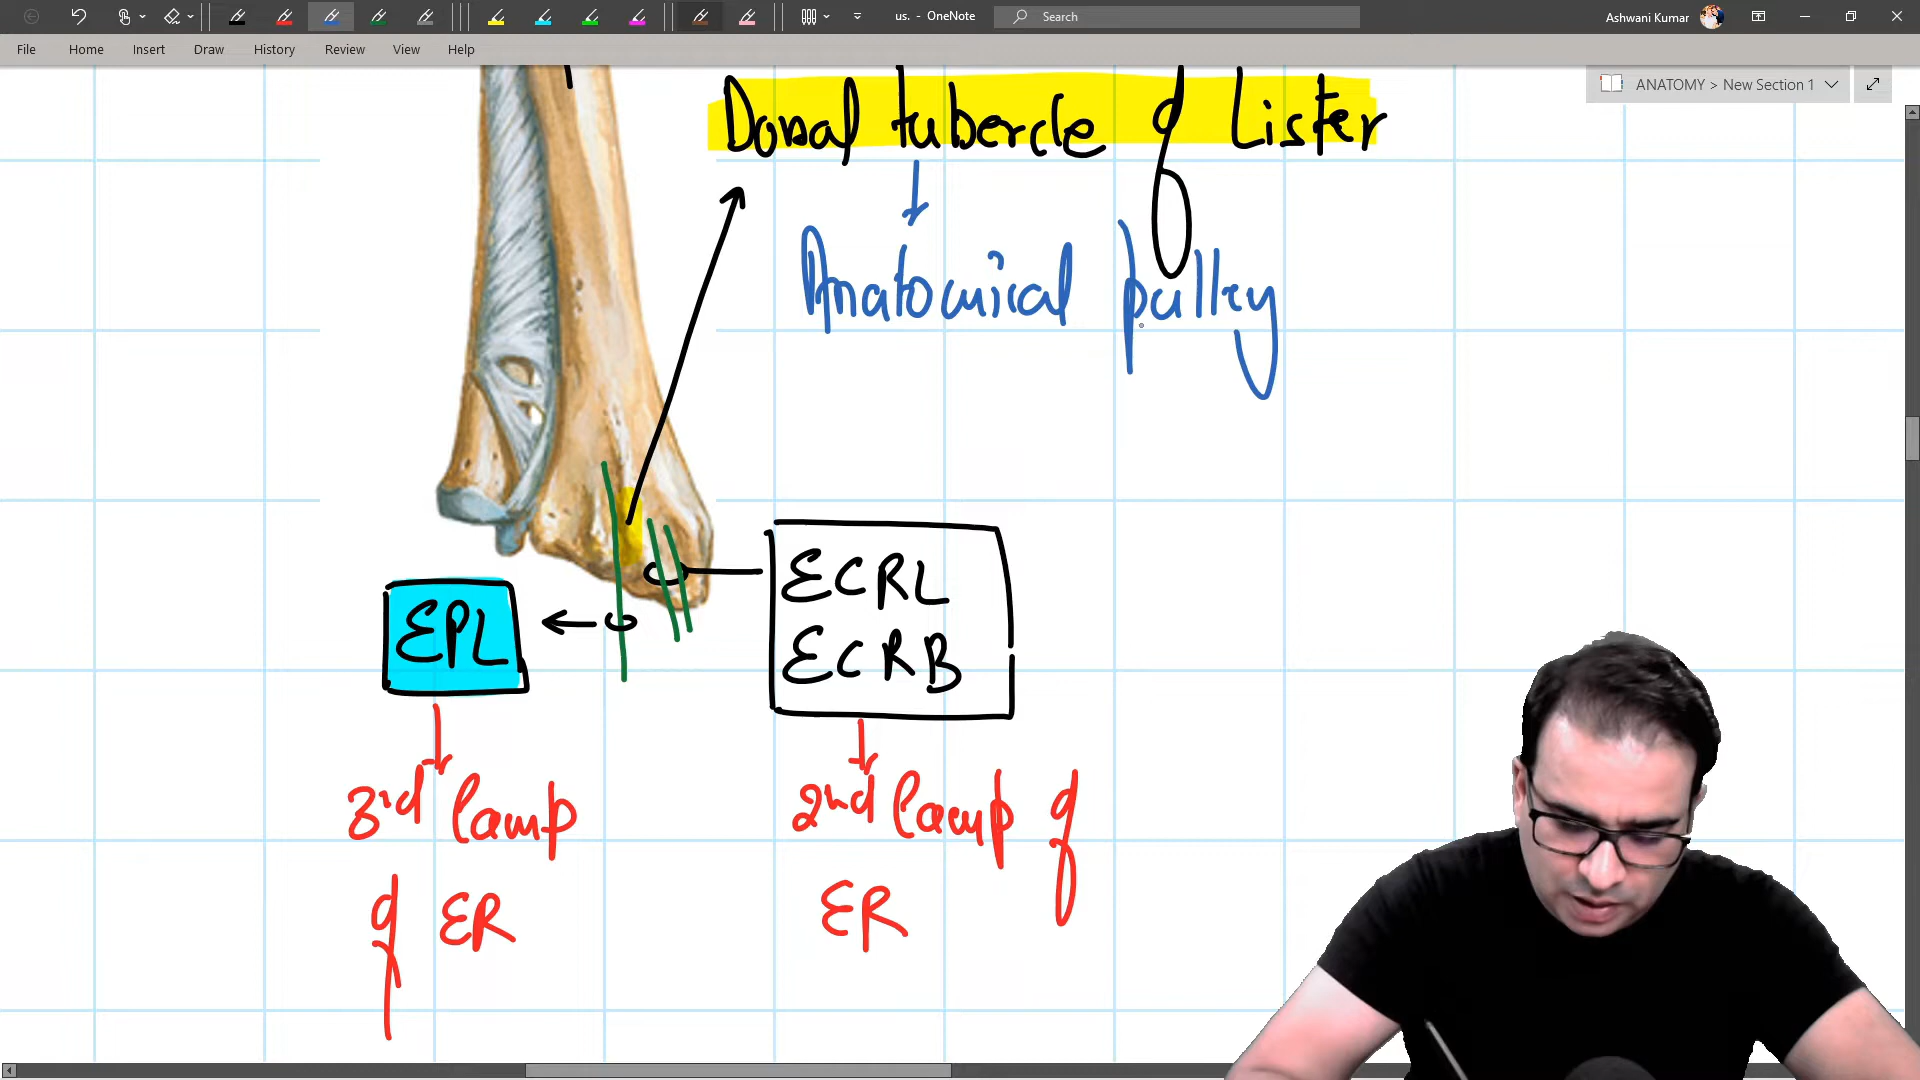 us. - OneNote
Search
Ashwani Kumar
File Home Insert Draw History Review View Help
ANATOMY > New Section 1
Dorsal tubercle of Lister
Anatomical pulley
ECRL
ECRB
EPL
3rd Comp
of ER
2nd Comp of
ER